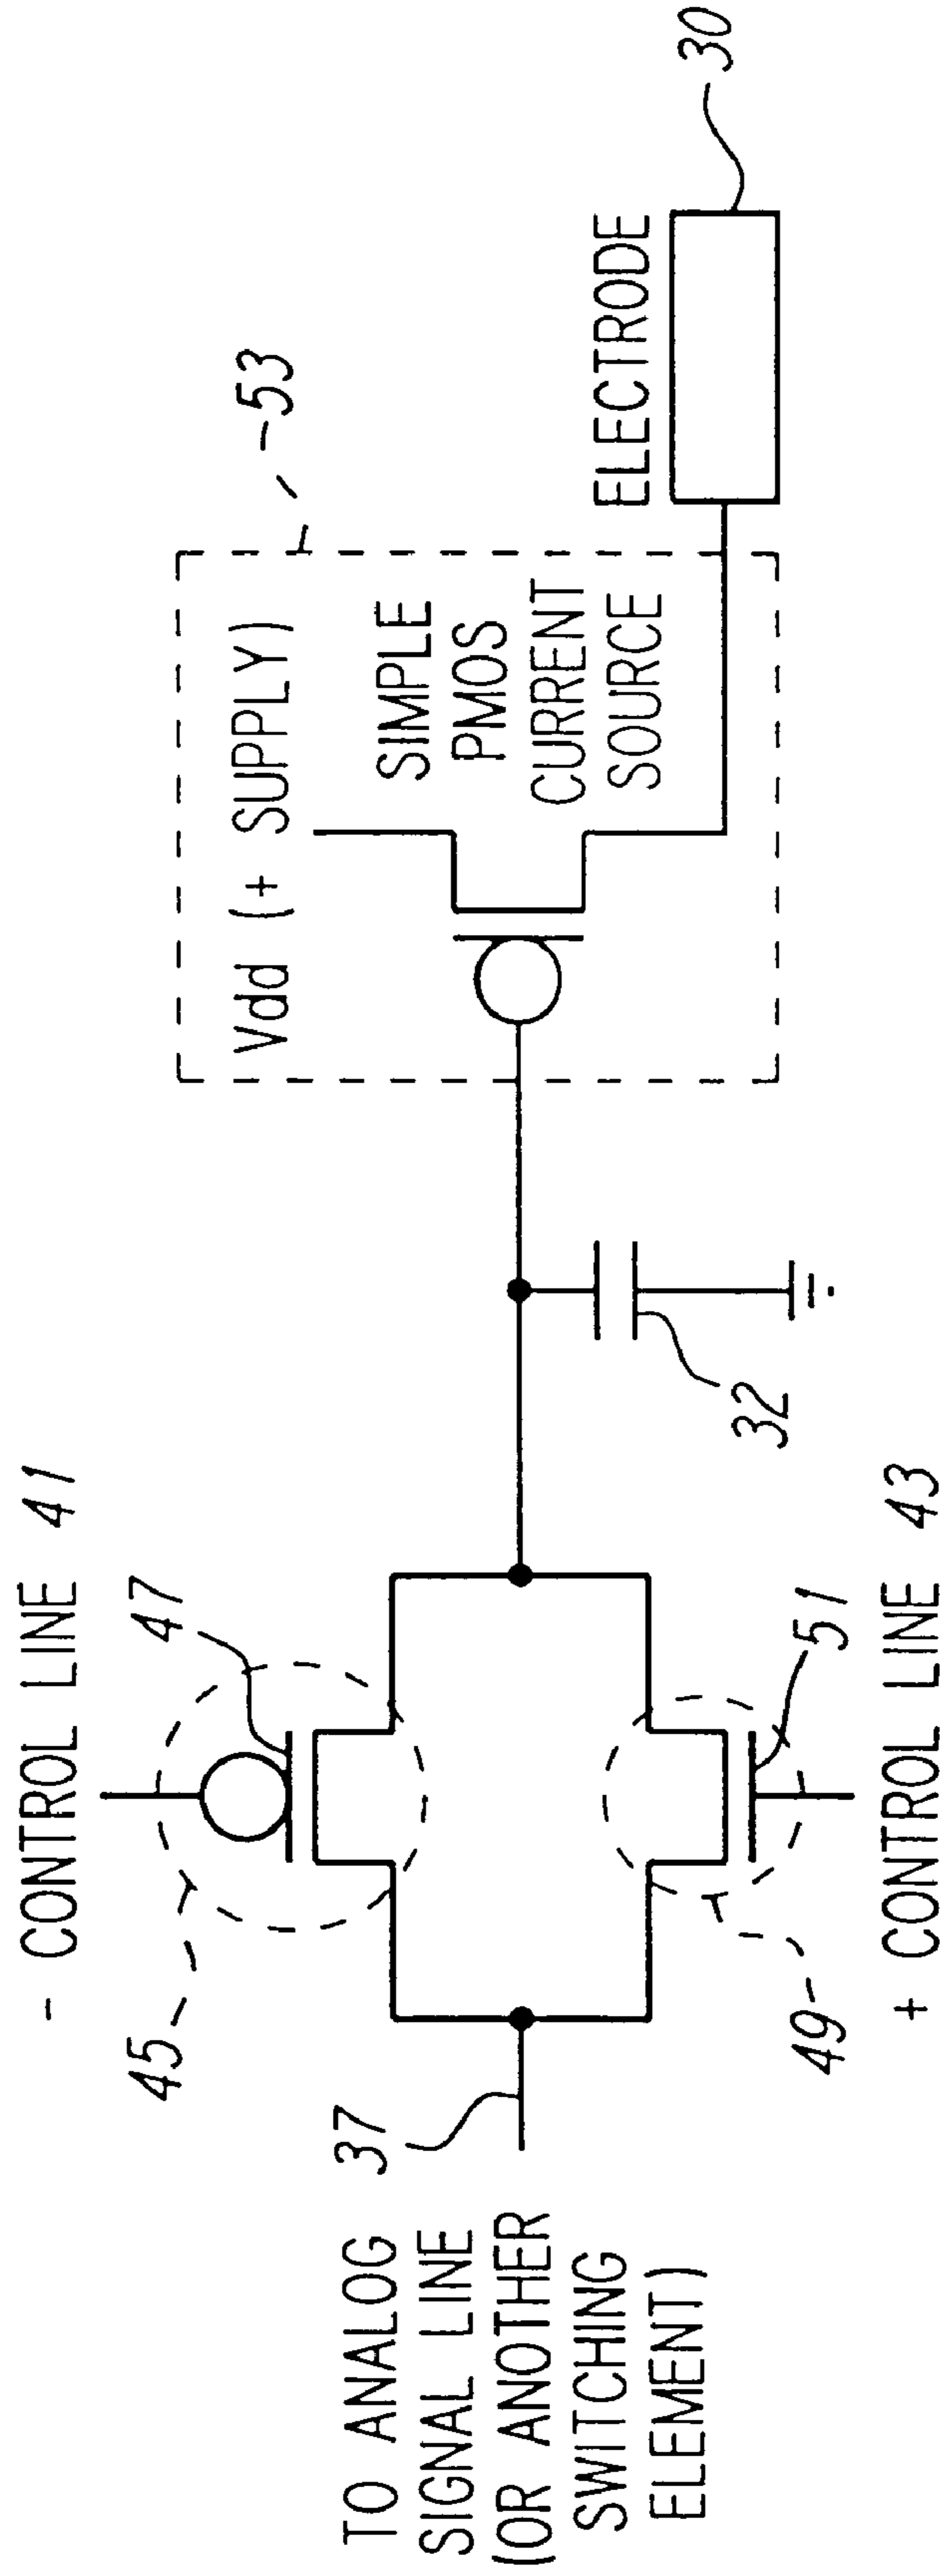 - CONTROL LINE 41
45
47
TO ANALOG
SIGNAL LINE
(OR ANOTHER
SWITCHING
ELEMENT)
37
49
51
+ CONTROL LINE 43
32
Vdd (+ SUPPLY)
SIMPLE
PMOS
CURRENT
SOURCE
53
ELECTRODE
30